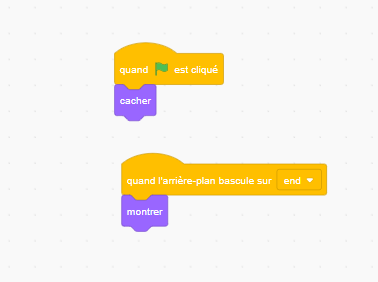 quand est cliqué
cacher
quand l'arrière-plan bascule sur end
montrer